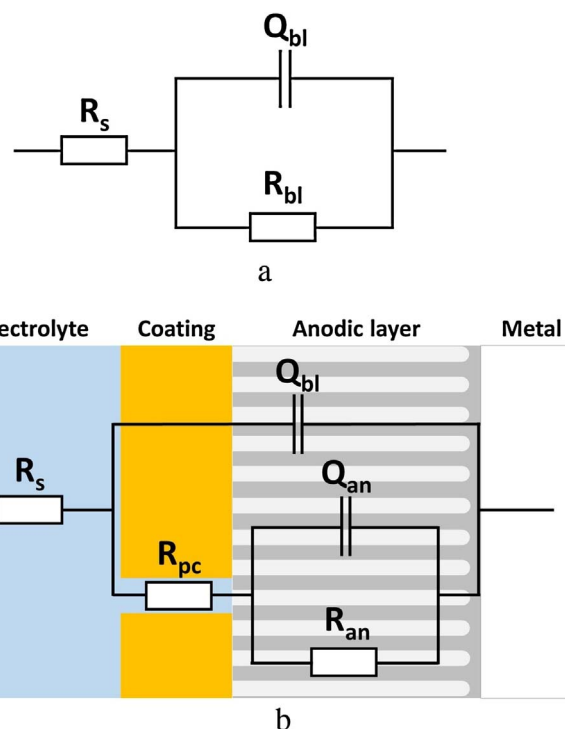 Q_bl
R_s
R_bl
a
ectrolyte Coating Anodic layer Metal
Q_bl
R_s
Q_an
R_pc
R_an
b